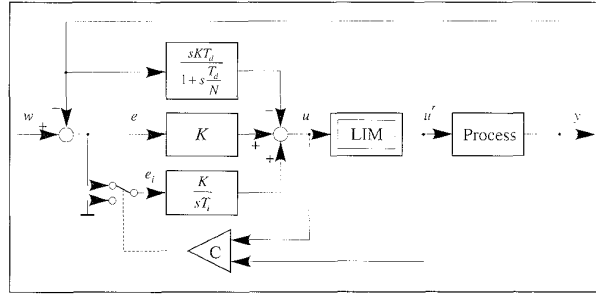 sKT_d
1 + s T_d
N
−
−
w
+
e
K
+
+
u
LIM
u^r
Process
y
e_i
K
sT_i
C